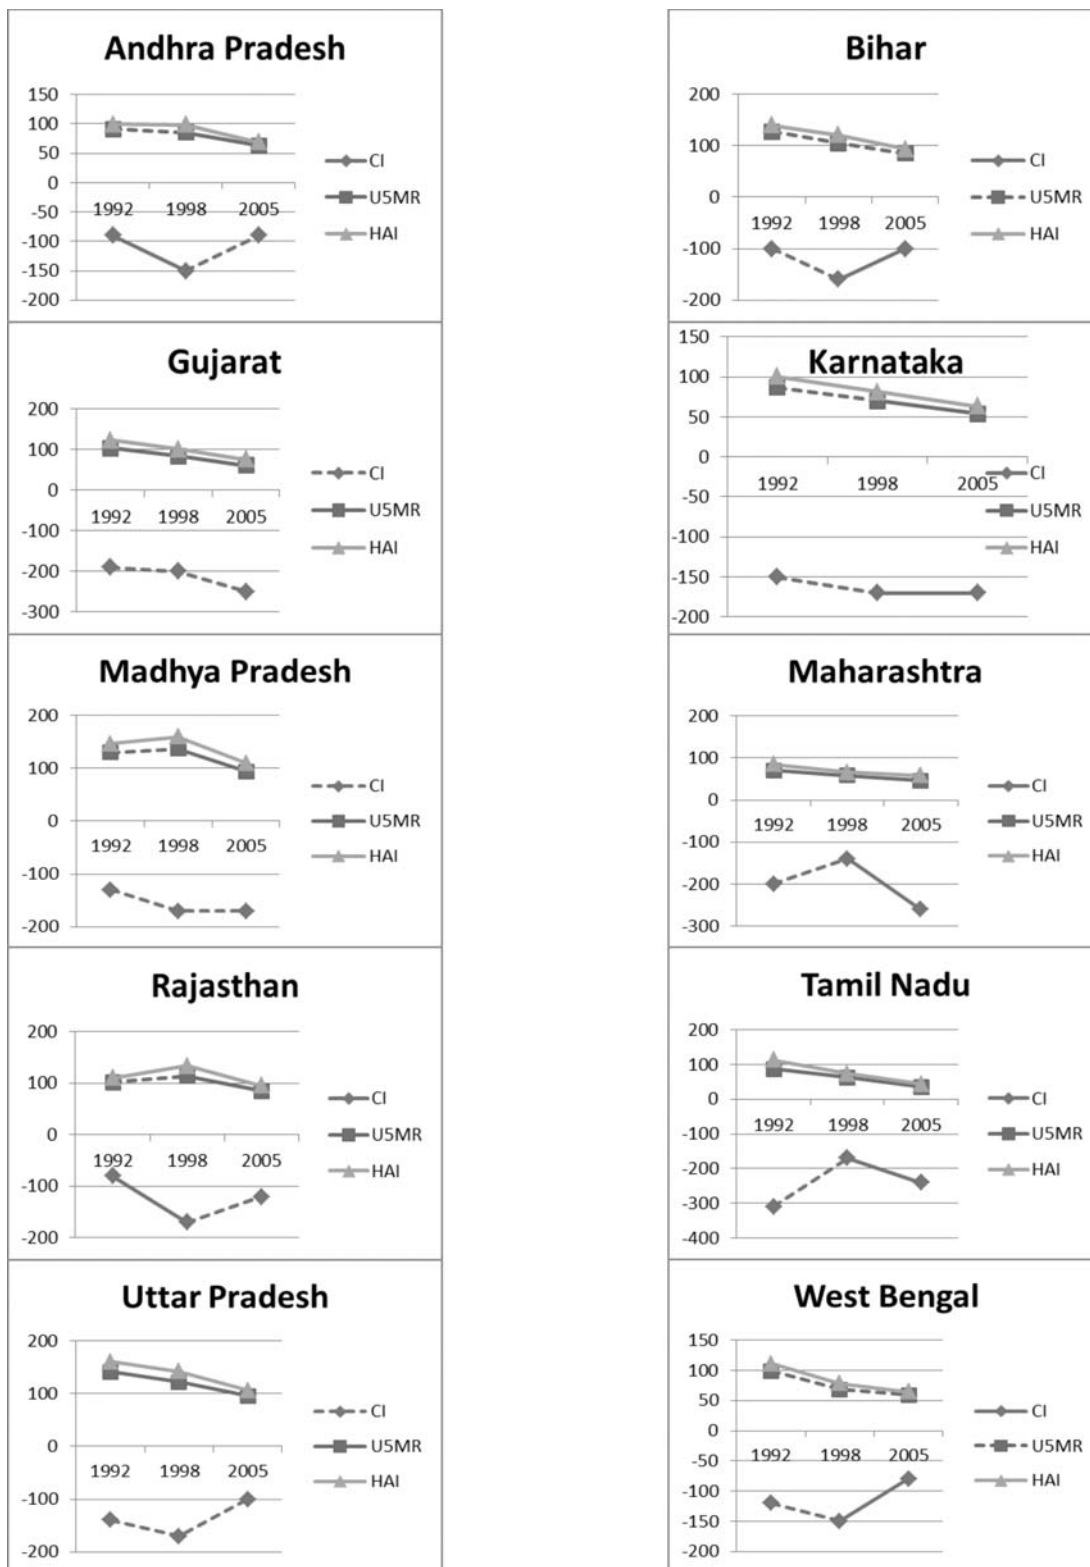 Andhra Pradesh
150
100
50
0
-50
-100
-150
-200
1992 1998 2005
CI
U5MR
HAI
Bihar
200
100
0
-100
-200
1992 1998 2005
CI
U5MR
HAI
Gujarat
200
100
0
-100
-200
-300
1992 1998 2005
CI
U5MR
HAI
Karnataka
150
100
50
0
-50
-100
-150
-200
1992 1998 2005
CI
U5MR
HAI
Madhya Pradesh
200
100
0
-100
-200
1992 1998 2005
CI
U5MR
HAI
Maharashtra
200
100
0
-100
-200
-300
1992 1998 2005
CI
U5MR
HAI
Rajasthan
200
100
0
-100
-200
1992 1998 2005
CI
U5MR
HAI
Tamil Nadu
200
100
0
-100
-200
-300
-400
1992 1998 2005
CI
U5MR
HAI
Uttar Pradesh
200
100
0
-100
-200
1992 1998 2005
CI
U5MR
HAI
West Bengal
150
100
50
0
-50
-100
-150
-200
1992 1998 2005
CI
U5MR
HAI